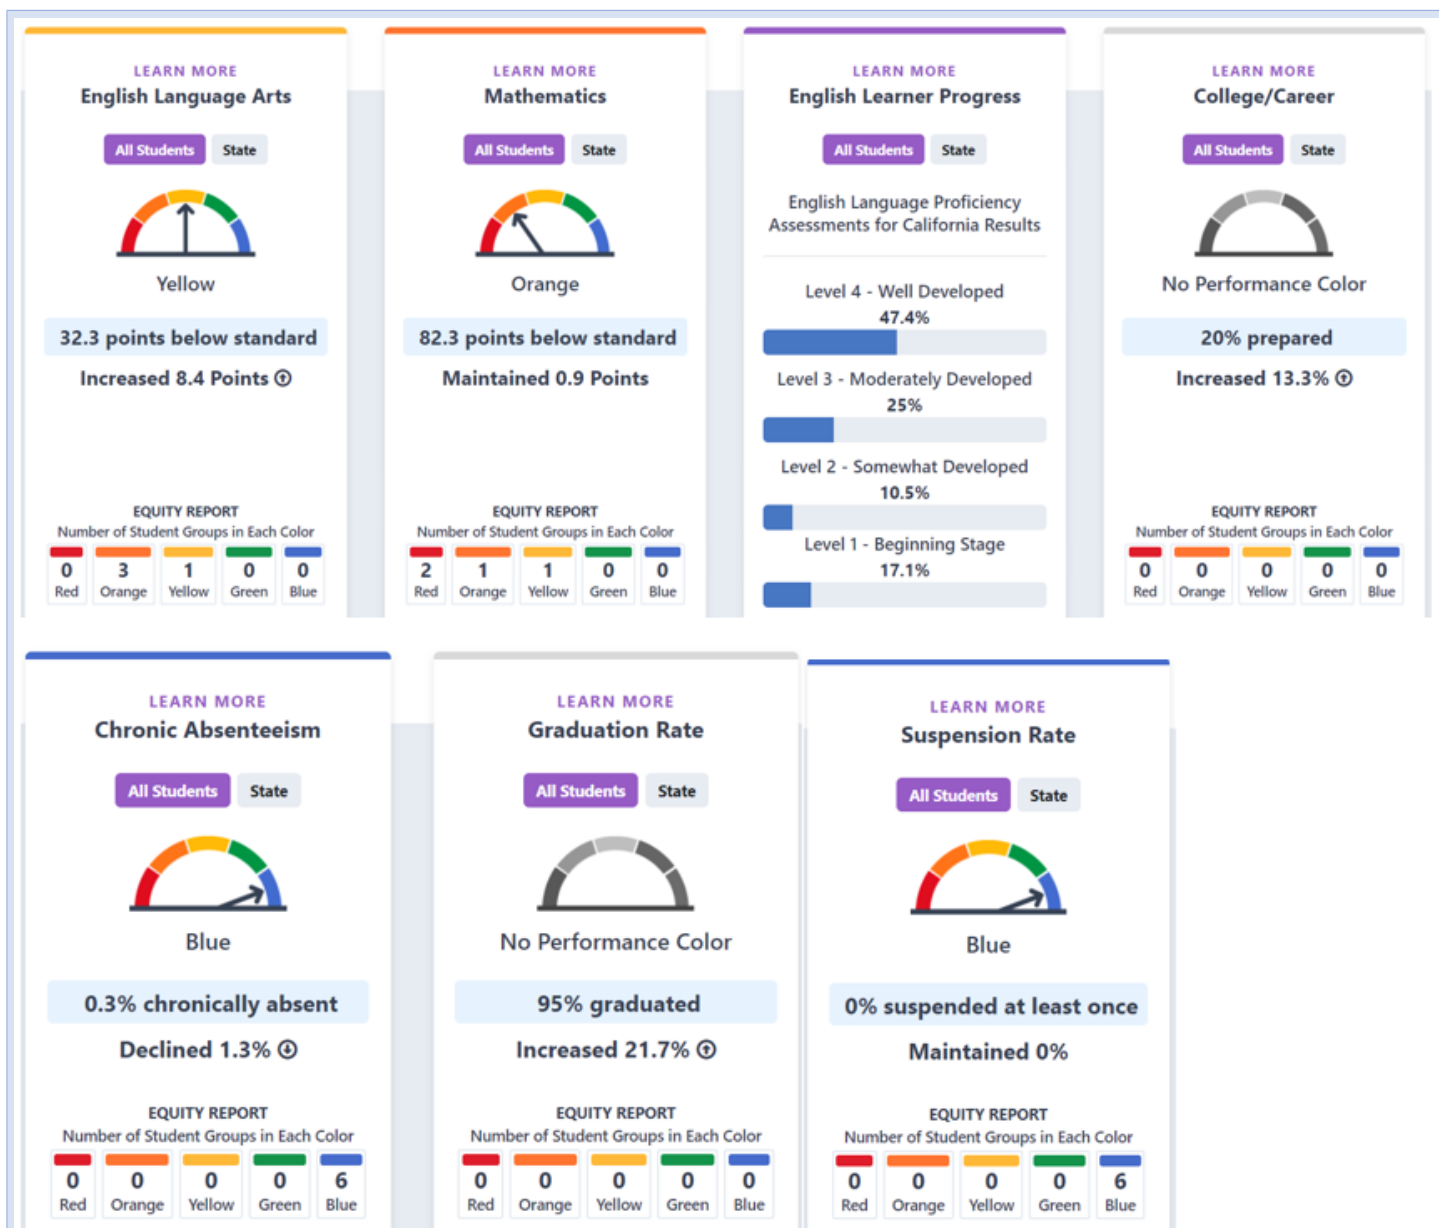 LEARN MORE
English Language Arts
All Students State
Yellow
32.3 points below standard
Increased 8.4 Points
EQUITY REPORT
Number of Student Groups in Each Color
0 3 1 0 0
Red Orange Yellow Green Blue
LEARN MORE
Mathematics
All Students State
Orange
82.3 points below standard
Maintained 0.9 Points
EQUITY REPORT
Number of Student Groups in Each Color
2 1 1 0 0
Red Orange Yellow Green Blue
LEARN MORE
English Learner Progress
All Students State
English Language Proficiency
Assessments for California Results
Level 4 - Well Developed
47.4%
Level 3 - Moderately Developed
25%
Level 2 - Somewhat Developed
10.5%
Level 1 - Beginning Stage
17.1%
LEARN MORE
College/Career
All Students State
No Performance Color
20% prepared
Increased 13.3%
EQUITY REPORT
Number of Student Groups in Each Color
0 0 0 0 0
Red Orange Yellow Green Blue
LEARN MORE
Chronic Absenteeism
All Students State
Blue
0.3% chronically absent
Declined 1.3%
EQUITY REPORT
Number of Student Groups in Each Color
0 0 0 0 6
Red Orange Yellow Green Blue
LEARN MORE
Graduation Rate
All Students State
No Performance Color
95% graduated
Increased 21.7%
EQUITY REPORT
Number of Student Groups in Each Color
0 0 0 0 0
Red Orange Yellow Green Blue
LEARN MORE
Suspension Rate
All Students State
Blue
0% suspended at least once
Maintained 0%
EQUITY REPORT
Number of Student Groups in Each Color
0 0 0 0 6
Red Orange Yellow Green Blue